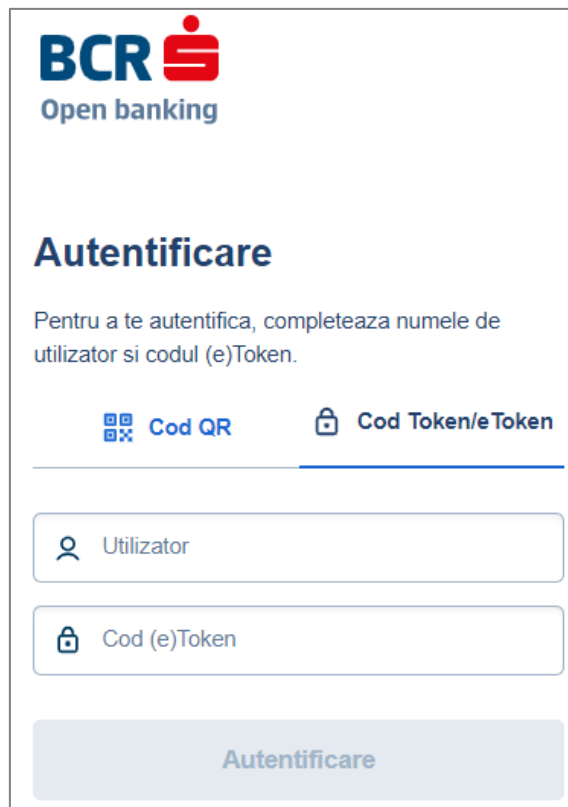 BCR
Open banking
Autentificare
Pentru a te autentifica, completeaza numele de
utilizator si codul (e)Token.
Cod QR
Cod Token/eToken
Utilizator
Cod (e)Token
Autentificare